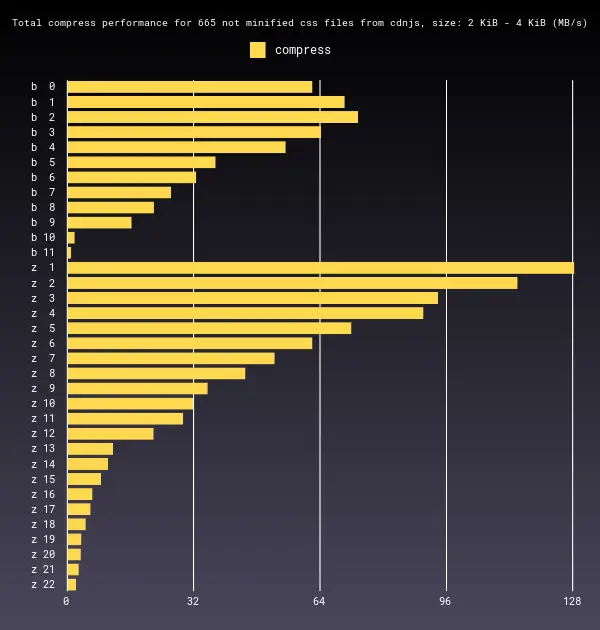 Total compress performance for 665 not minified css files from cdnjs, size: 2 KiB - 4 KiB (MB/s)
compress
b 0
b 1
b 2
b 3
b 4
b 5
b 6
b 7
b 8
b 9
b 10
b 11
z 1
z 2
z 3
z 4
z 5
z 6
z 7
z 8
z 9
z 10
z 11
z 12
z 13
z 14
z 15
z 16
z 17
z 18
z 19
z 20
z 21
z 22
0 32 64 96 128